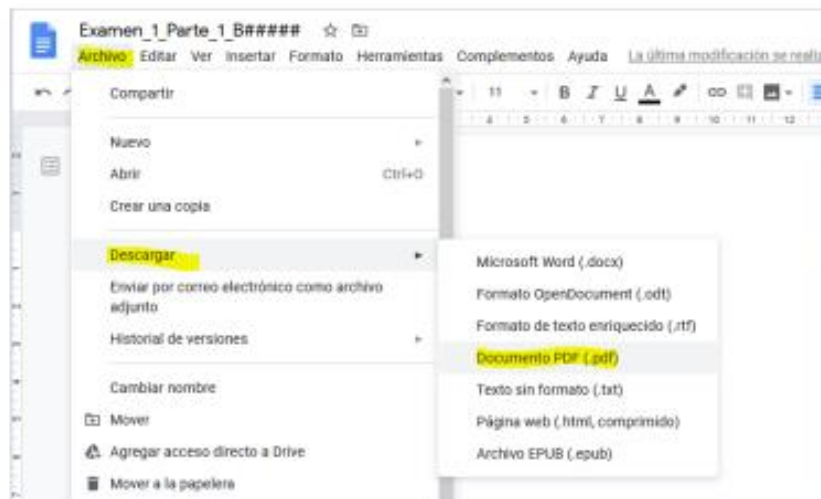 Examen_1_Parte_1_B#####
Archivo Editar Ver Insertar Formato Herramientas Complementos Ayuda La última modificación se
Compartir
11 B I U A
Nuevo
Abrir Ctrl+O
Crear una copia
Descargar
Enviar por correo electrónico como archivo
adjunto
Historial de versiones
Cambiar nombre
Mover
Agregar acceso directo a Drive
Mover a la papelera
Microsoft Word (.docx)
Formato OpenDocument (.odt)
Formato de texto enriquecido (.rtf)
Documento PDF (.pdf)
Texto sin formato (.txt)
Página web (.html, comprimido)
Archivo EPUB (.epub)